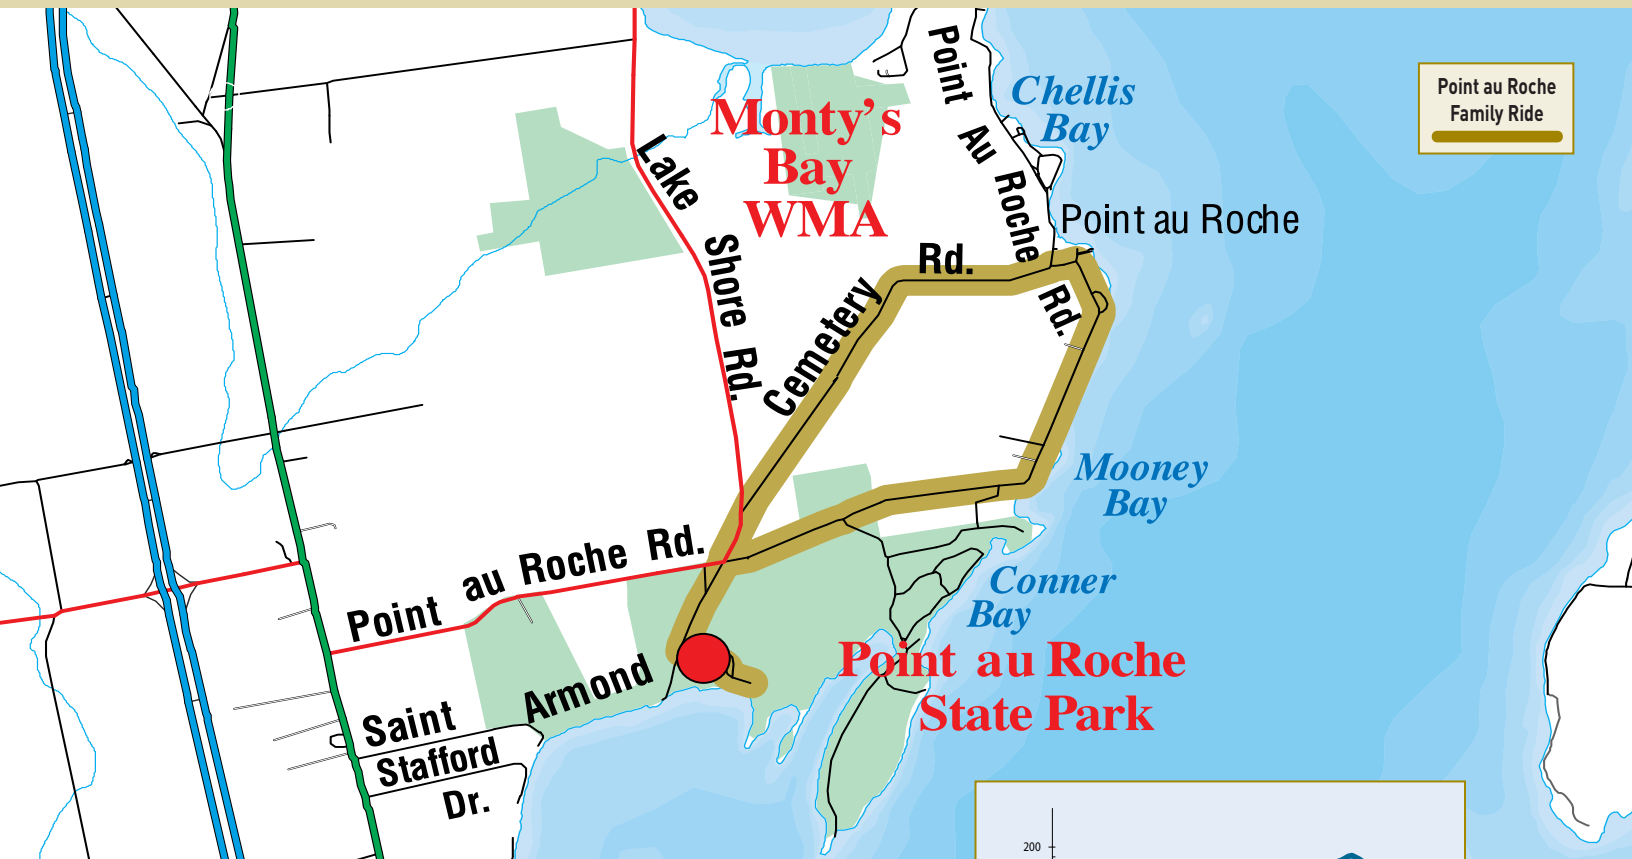 Point
Au
Roche
Rd.
Chellis
Bay
Point au Roche
Family Ride
Monty's
Bay
WMA
Lake
Shore
Rd.
Point au Roche
Cemetery
Rd.
Mooney
Bay
Point au Roche Rd.
Conner
Bay
Point au Roche
State Park
Saint Armond
Stafford
Dr.
200